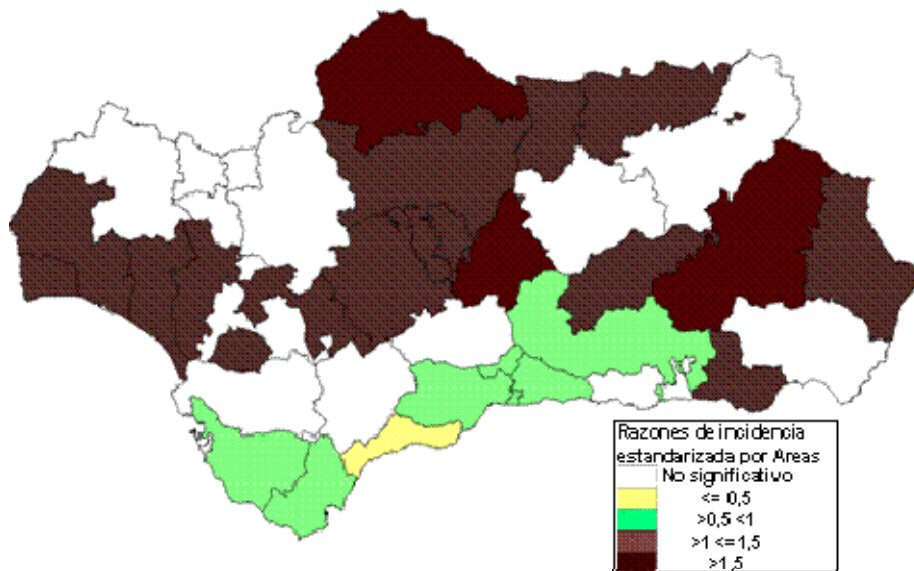 Razones de incidencia
estandarizada por Areas
No significativo
<= 0,5
>0,5 <1
>1 <= 1,5
>1,5